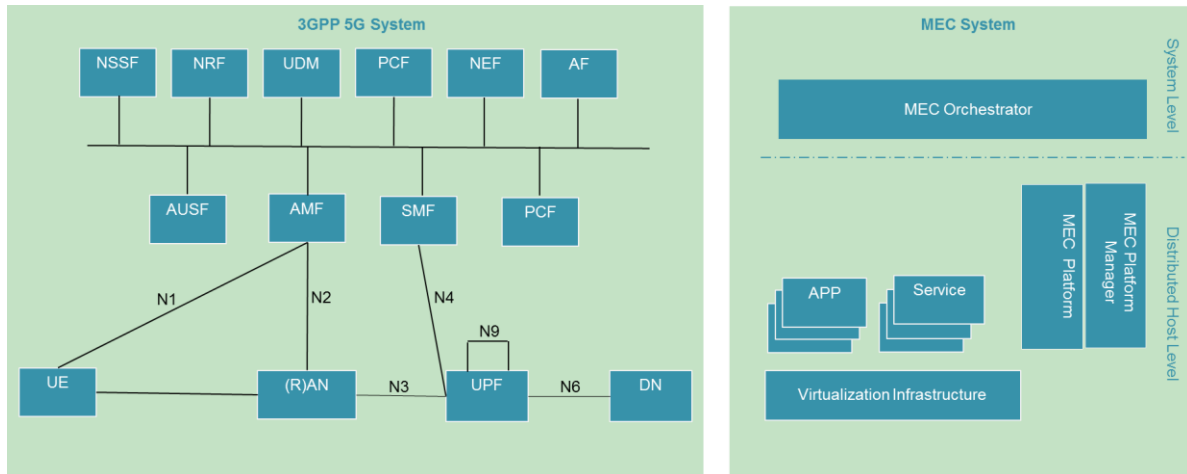 3GPP 5G System
NSSF
NRF
UDM
PCF
NEF
AF
AUSF
AMF
SMF
PCF
N1
N2
N4
N9
UE
(R)AN
N3
UPF
N6
DN
MEC System
System Level
MEC Orchestrator
Distributed Host Level
MEC Platform
MEC Platform
Manager
APP
Service
Virtualization Infrastructure